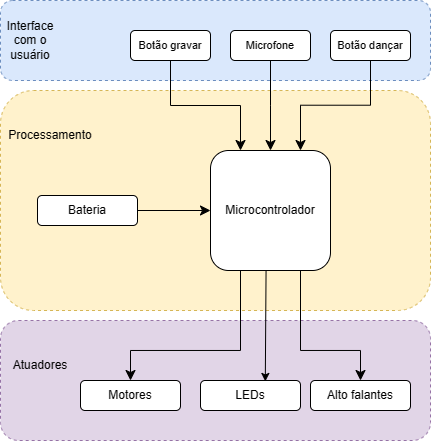 Interface
com o
usuário
Botão gravar
Microfone
Botão dançar
Processamento
Bateria
Microcontrolador
Atuadores
Motores
LEDs
Alto falantes